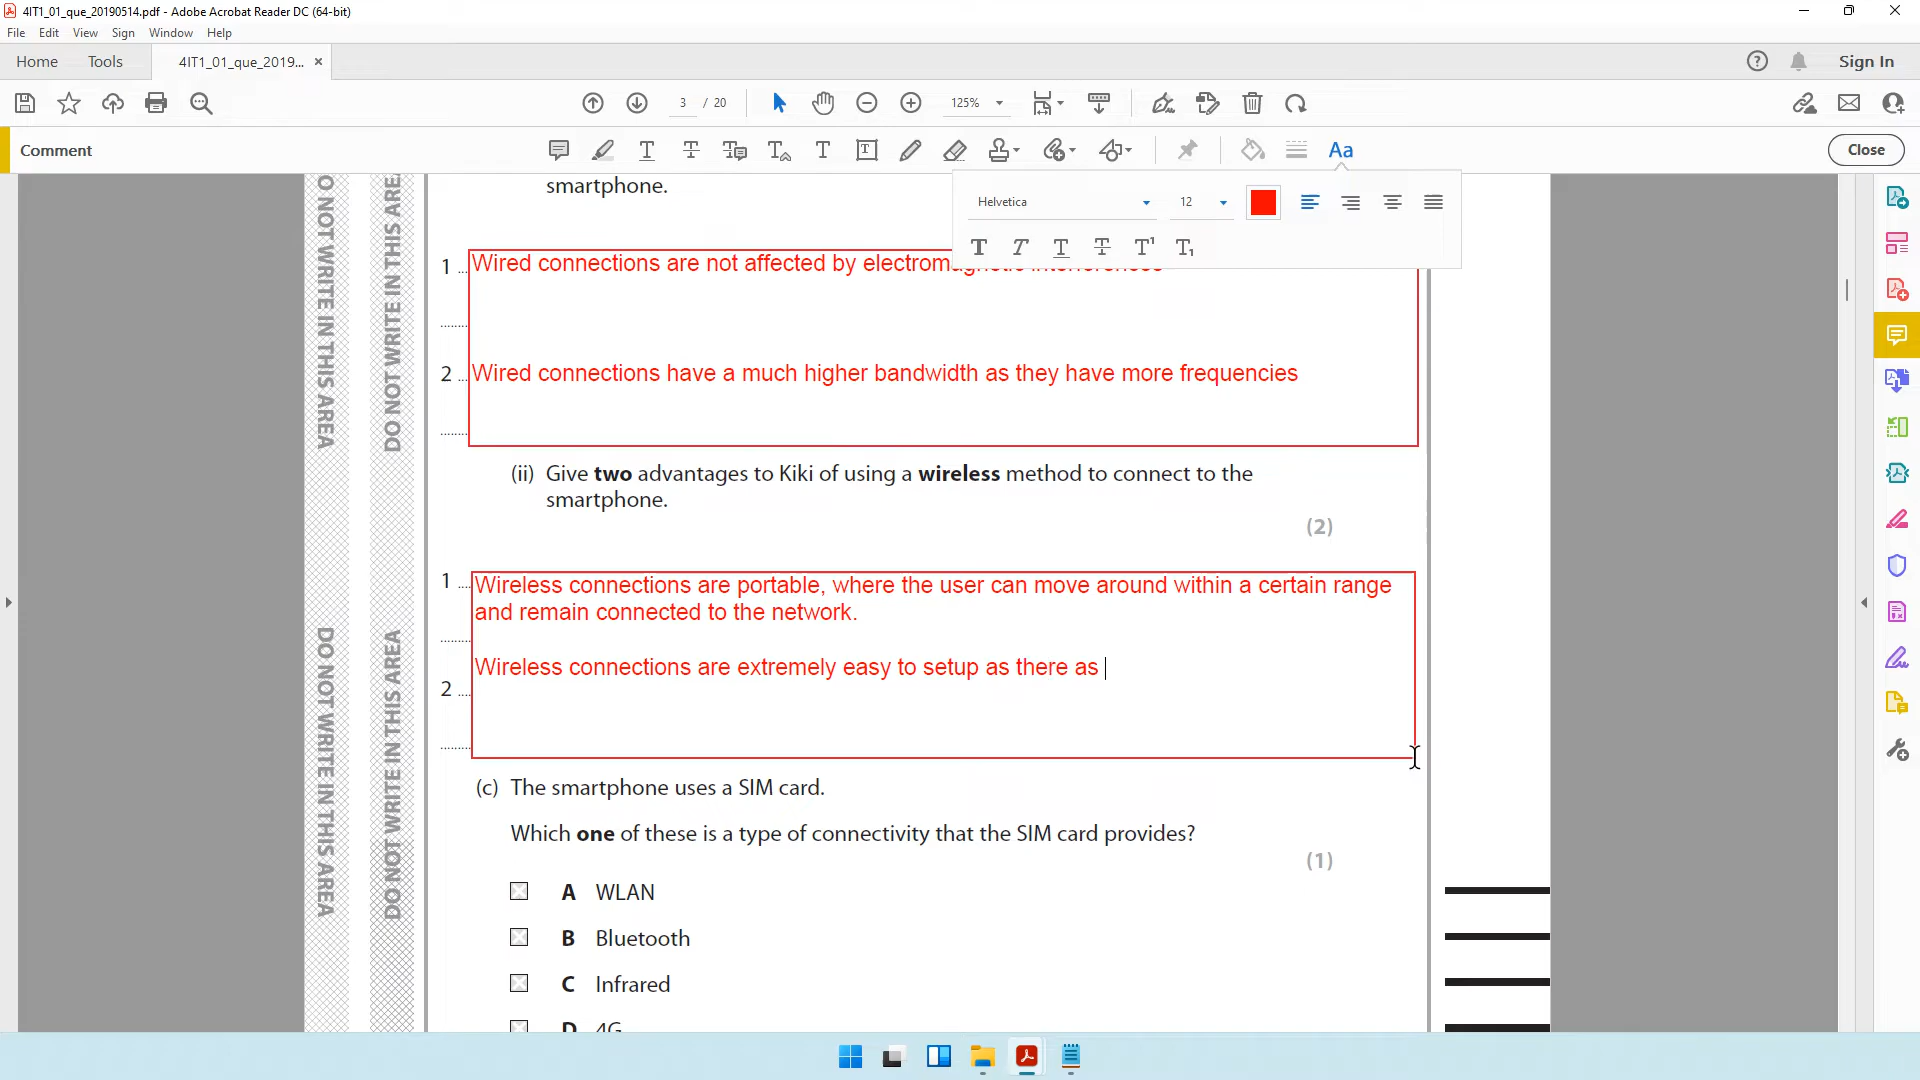 4IT1_01_que_20190514.pdf - Adobe Acrobat Reader DC (64-bit)
File Edit View Sign Window Help
Home Tools 4IT1_01_que_2019... × Sign In
3 / 20 125%
Comment Aa Close
Helvetica 12
smartphone.
1 Wired connections are not affected by electromagnetic interferences
2 Wired connections have a much higher bandwidth as they have more frequencies
(ii) Give two advantages to Kiki of using a wireless method to connect to the
smartphone.
(2)
1 Wireless connections are portable, where the user can move around within a certain range
and remain connected to the network.
Wireless connections are extremely easy to setup as there as
2
(c) The smartphone uses a SIM card.
Which one of these is a type of connectivity that the SIM card provides?
(1)
A WLAN
B Bluetooth
C Infrared
D 4G
O NOT WRITE IN THIS AREA
DO NOT WRITE IN THIS AREA
DO NOT WRITE IN THIS AREA
DO NOT WRITE IN THIS AREA